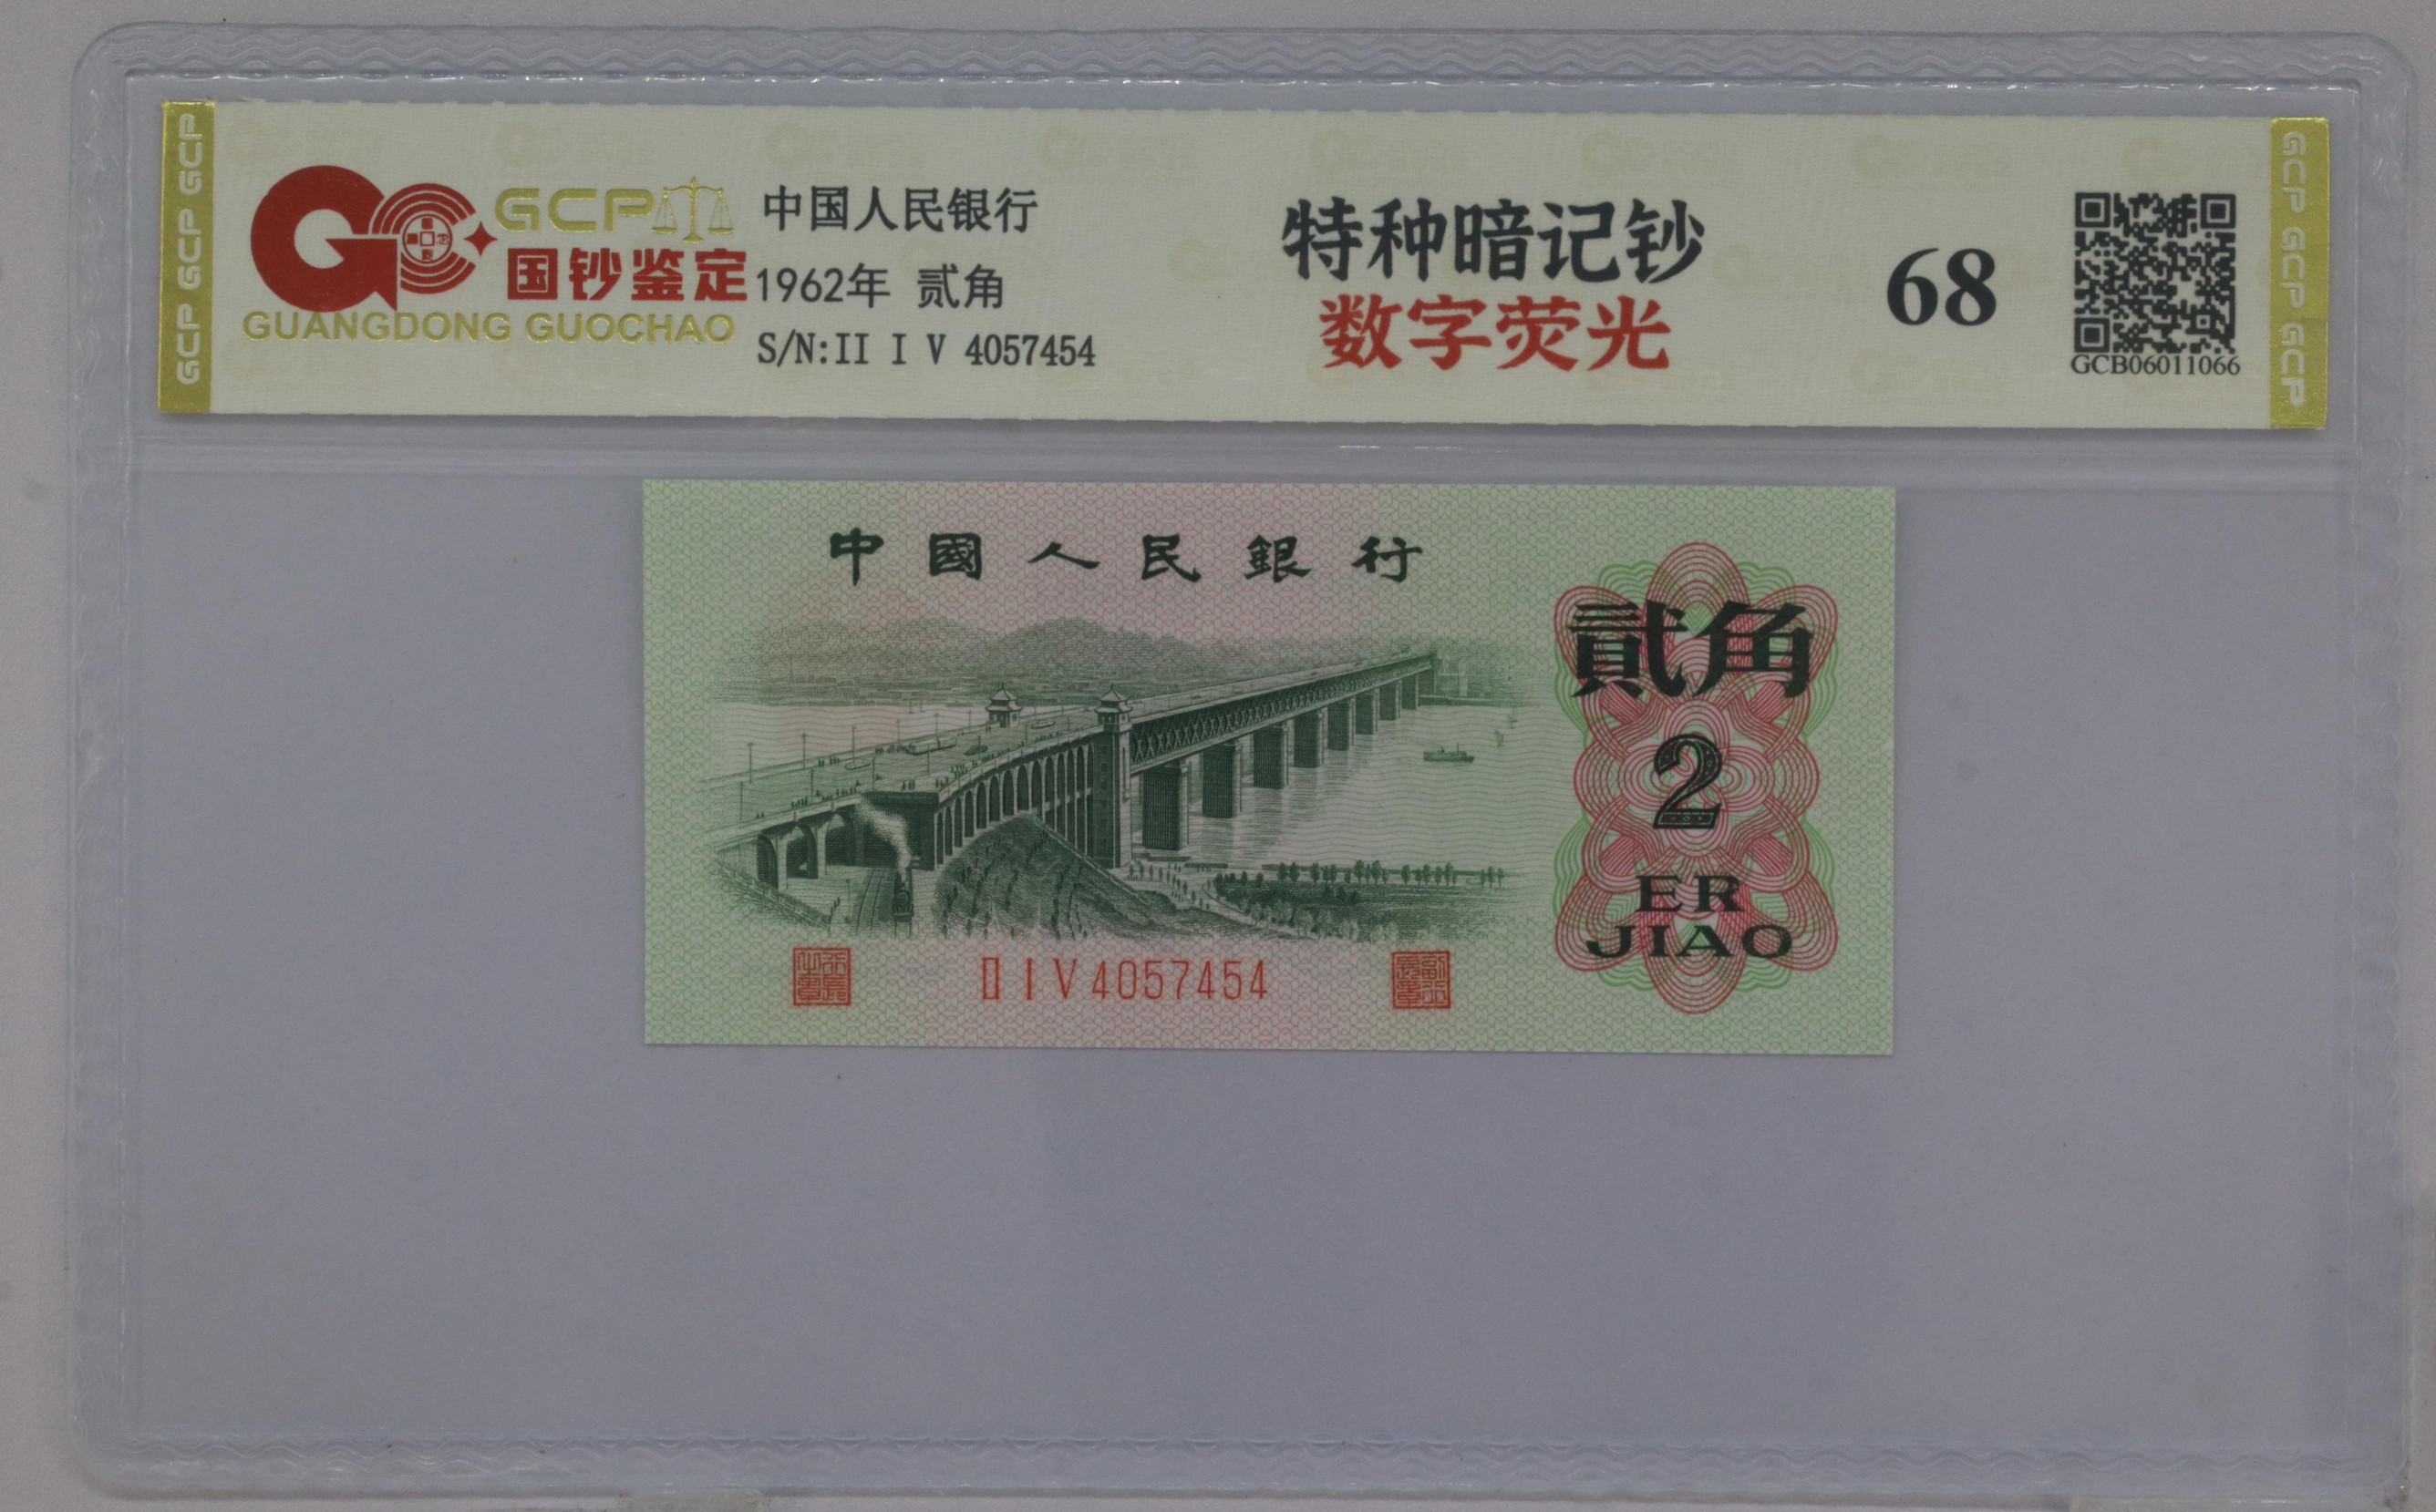 GCP GCP GCP
GCP
国钞鉴定
GUANGDONG GUOCHAO
中国人民银行
1962年 贰角
S/N:II I V 4057454
特种暗记钞
数字荧光
68
GCB06011066
GCP GCP GCP
中國人民銀行
貳角
2
ER
JIAO
II I V 4057454